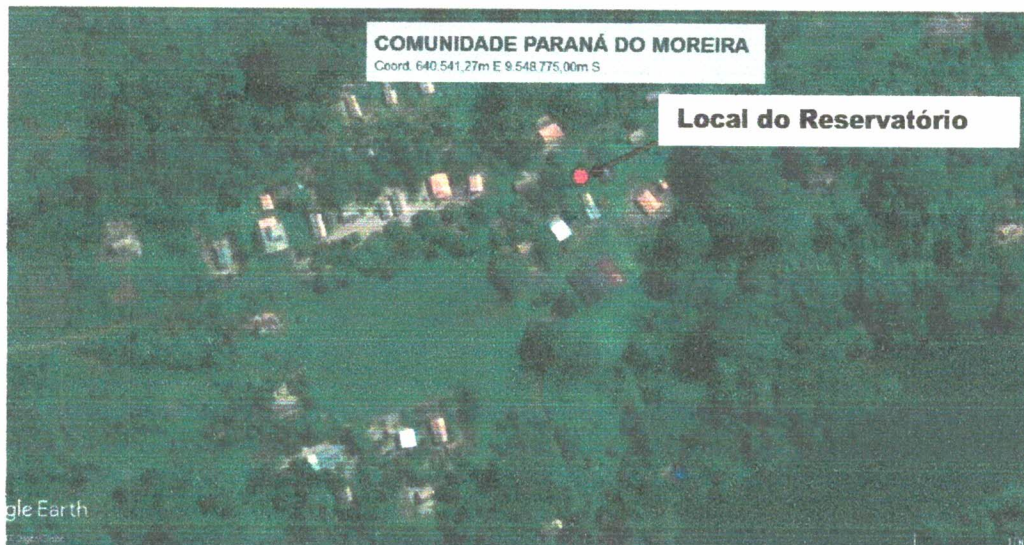 COMUNIDADE PARANÁ DO MOREIRA
Coord. 640.541,27m E 9.548.775,00m S
Local do Reservatório
gle Earth